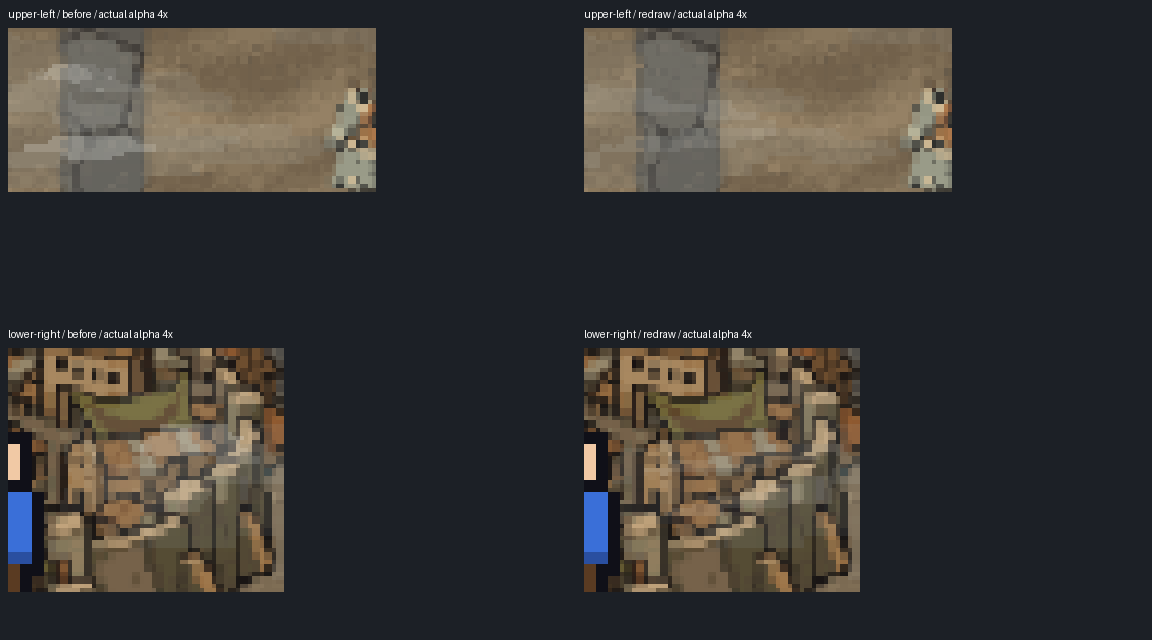 upper-left / before / actual alpha 4x
upper-left / redraw / actual alpha 4x
lower-right / before / actual alpha 4x
lower-right / redraw / actual alpha 4x